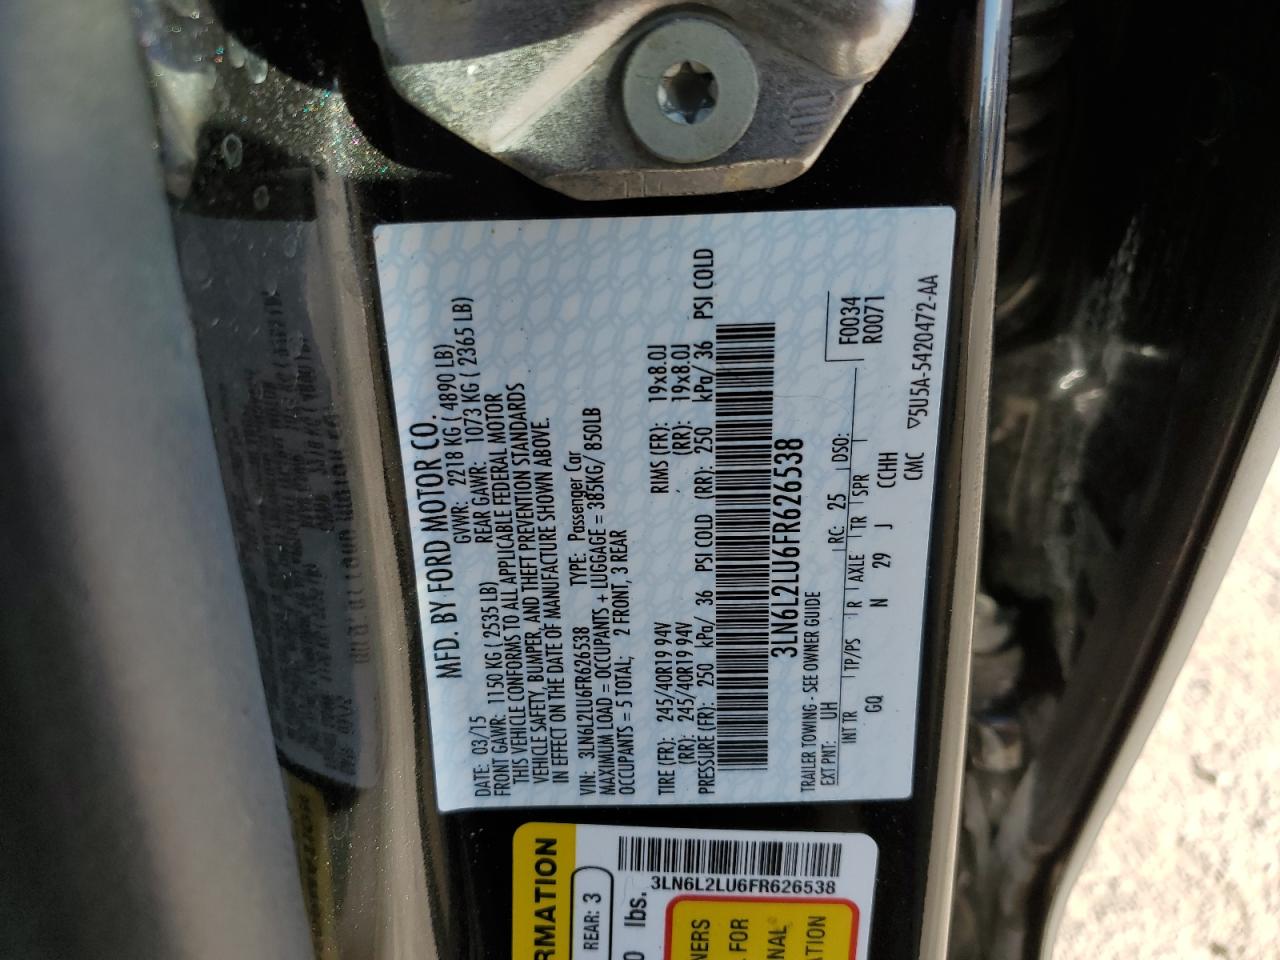 MFD. BY FORD MOTOR CO.
DATE: 03/15 GVWR: 2218 KG ( 4890 LB)
FRONT GAWR: 1150 KG ( 2535 LB) REAR GAWR: 1073 KG ( 2365 LB)
THIS VEHICLE CONFORMS TO ALL APPLICABLE FEDERAL MOTOR
VEHICLE SAFETY, BUMPER, AND THEFT PREVENTION STANDARDS
IN EFFECT ON THE DATE OF MANUFACTURE SHOWN ABOVE.
VIN: 3LN6L2LU6FR626538 TYPE: Passenger Car
MAXIMUM LOAD = OCCUPANTS + LUGGAGE = 385KG/ 850LB
OCCUPANTS = 5 TOTAL; 2 FRONT, 3 REAR
TIRE (FR): 245/40R19 94V RIMS (FR): 19x8.0J
(RR): 245/40R19 94V (RR): 19x8.0J
PRESSURE (FR): 250 kPa/ 36 PSI COLD (RR): 250 kPa/ 36 PSI COLD
3LN6L2LU6FR626538
TRAILER TOWING - SEE OWNER GUIDE
F0034
R0071
EXT PNT: UH RC: 25 DSO:
INT TR TP/PS R AXLE TR SPR
GQ N 29 J CCHH
CMC
▽5U5A-5420472-AA
RMATION
REAR: 3
0 lbs.
3LN6L2LU6FR626538
NERS
FOR
NAL
ATION